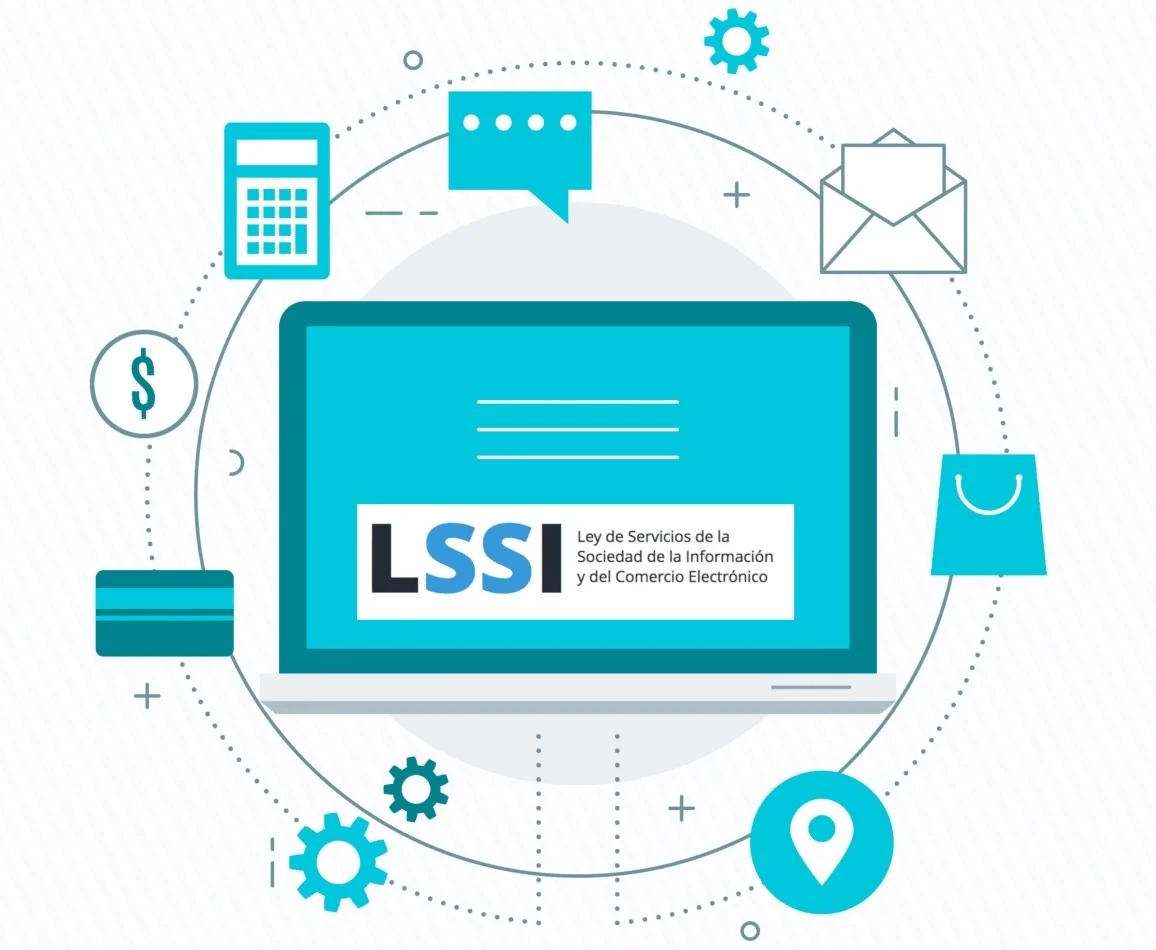 $
LSSI
Ley de Servicios de la
Sociedad de la Información
y del Comercio Electrónico